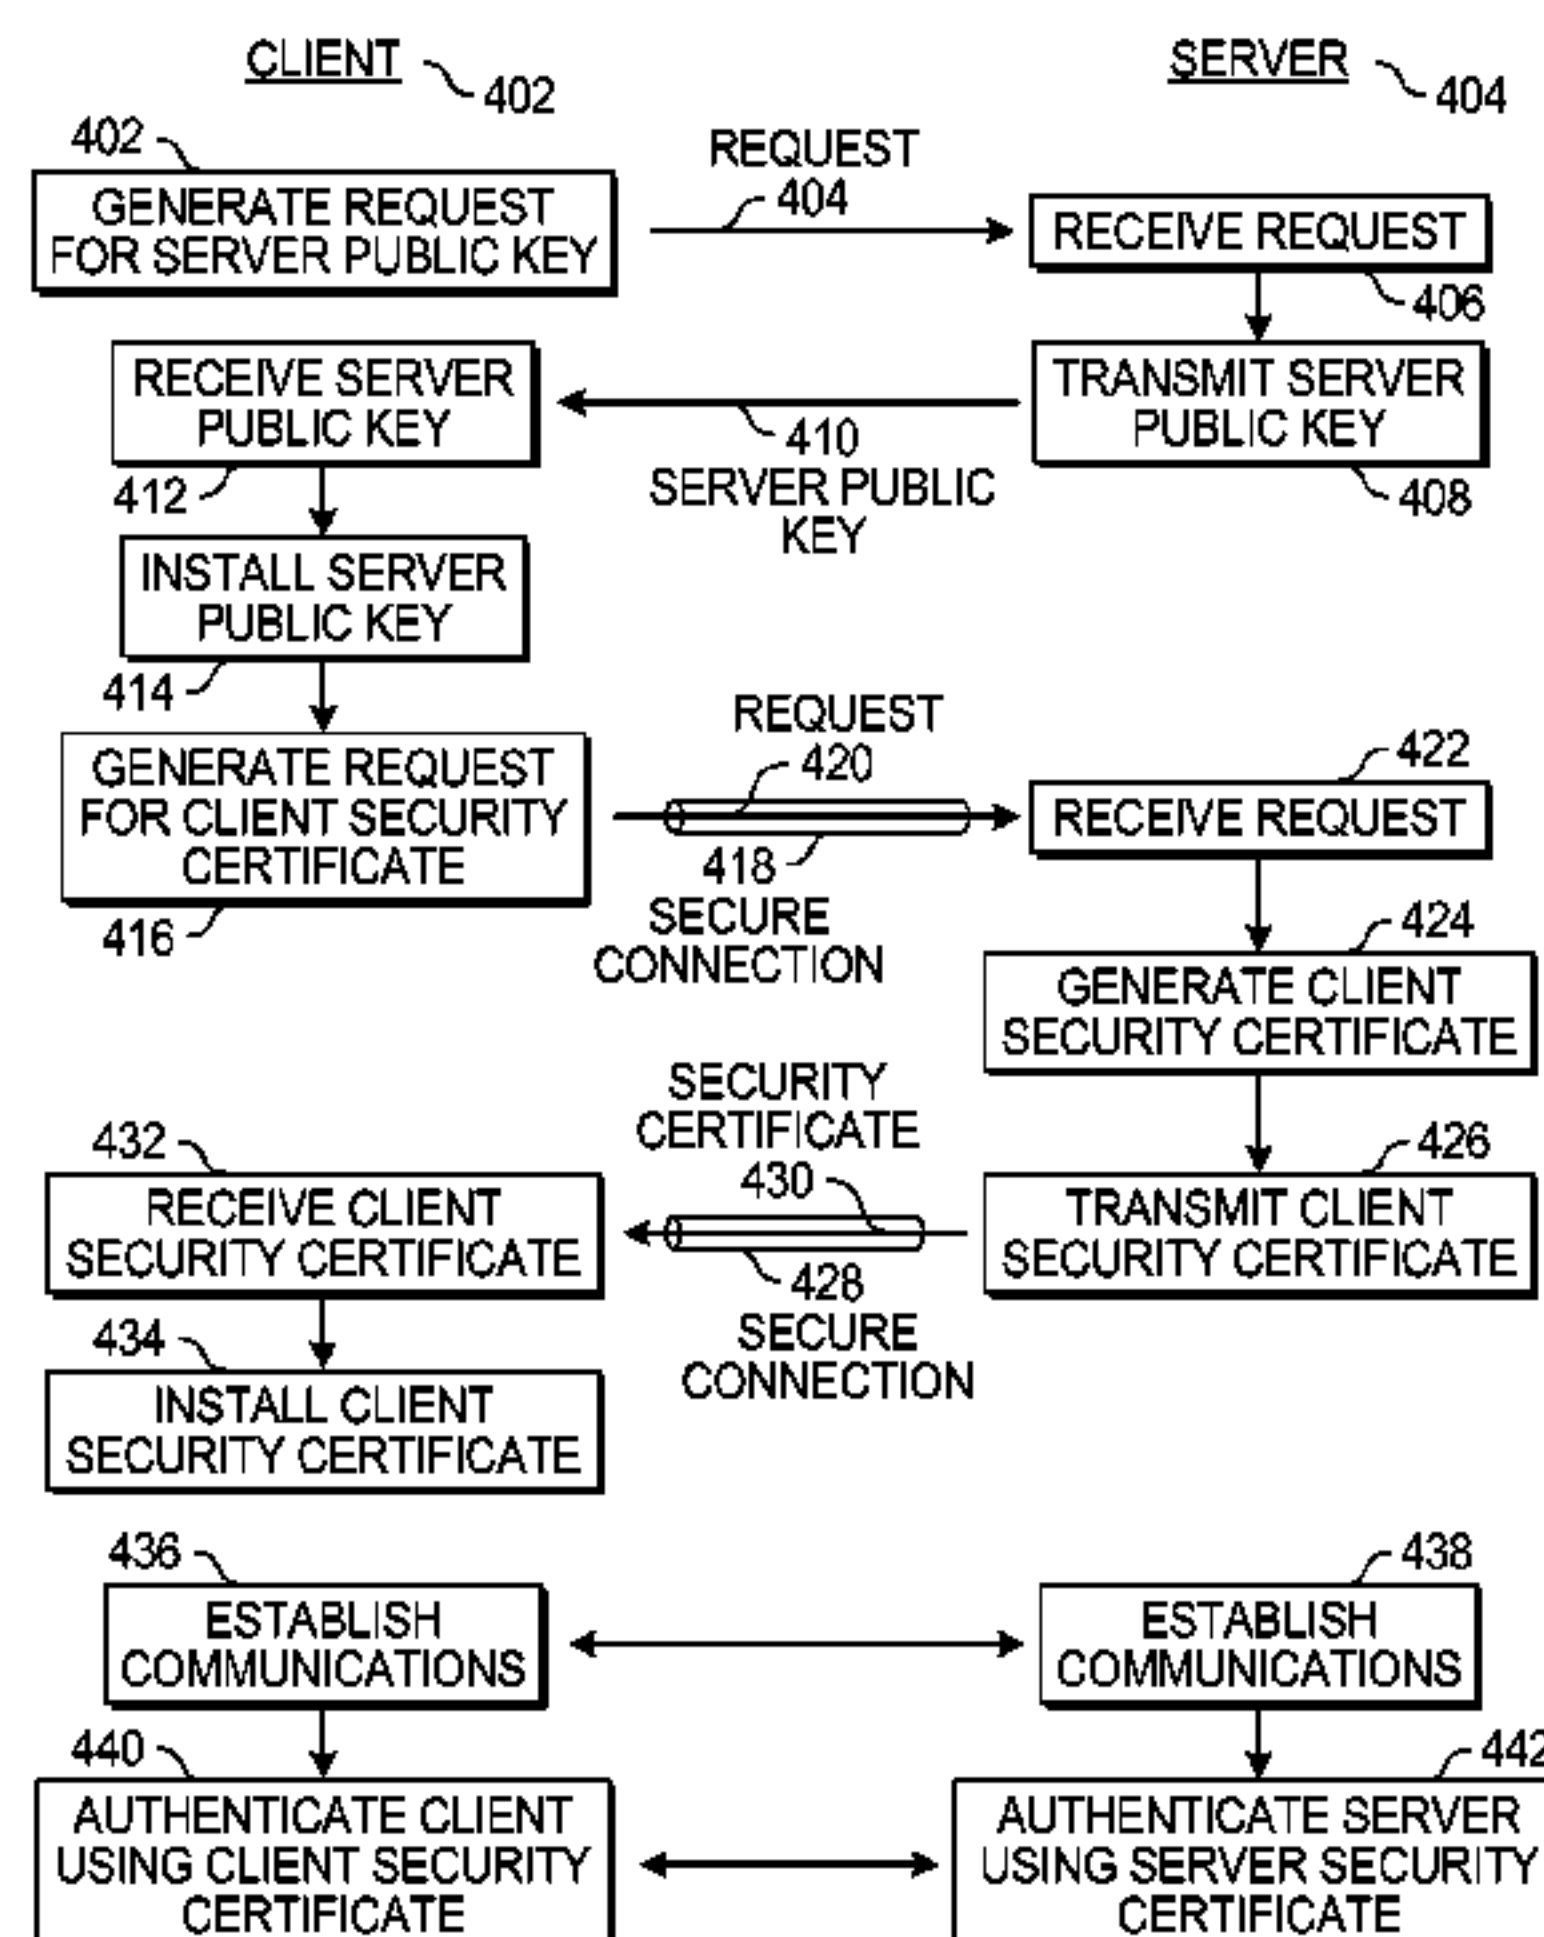 CLIENT 402
SERVER 404
402
GENERATE REQUEST
FOR SERVER PUBLIC KEY
REQUEST
404
RECEIVE REQUEST
406
RECEIVE SERVER
PUBLIC KEY
412
410
SERVER PUBLIC
KEY
TRANSMIT SERVER
PUBLIC KEY
408
INSTALL SERVER
PUBLIC KEY
414
GENERATE REQUEST
FOR CLIENT SECURITY
CERTIFICATE
416
REQUEST
420
418
SECURE
CONNECTION
422
RECEIVE REQUEST
424
GENERATE CLIENT
SECURITY CERTIFICATE
SECURITY
CERTIFICATE
430
428
SECURE
CONNECTION
426
TRANSMIT CLIENT
SECURITY CERTIFICATE
432
RECEIVE CLIENT
SECURITY CERTIFICATE
434
INSTALL CLIENT
SECURITY CERTIFICATE
436
ESTABLISH
COMMUNICATIONS
438
ESTABLISH
COMMUNICATIONS
440
AUTHENTICATE CLIENT
USING CLIENT SECURITY
CERTIFICATE
442
AUTHENTICATE SERVER
USING SERVER SECURITY
CERTIFICATE